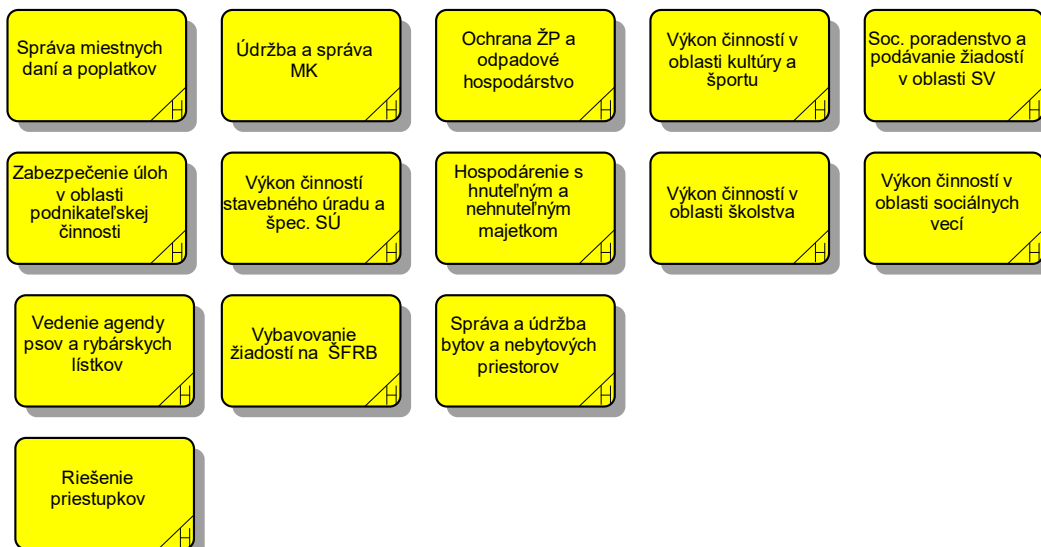 Správa miestnych
daní a poplatkov
H
Údržba a správa
MK
H
Ochrana ŽP a
odpadové
hospodárstvo
H
Výkon činností v
oblasti kultúry a
športu
H
Soc. poradenstvo a
podávanie žiadostí
v oblasti SV
H
Zabezpečenie úloh
v oblasti
podnikateľskej
činnosti
H
Výkon činností
stavebného úradu a
špec. SÚ
H
Hospodárenie s
hnuteľným a
nehnuteľným
majetkom
H
Výkon činností v
oblasti školstva
H
Výkon činností v
oblasti sociálnych
vecí
H
Vedenie agendy
psov a rybárskych
lístkov
H
Vybavovanie
žiadostí na ŠFRB
H
Správa a údržba
bytov a nebytových
priestorov
H
Riešenie
priestupkov
H